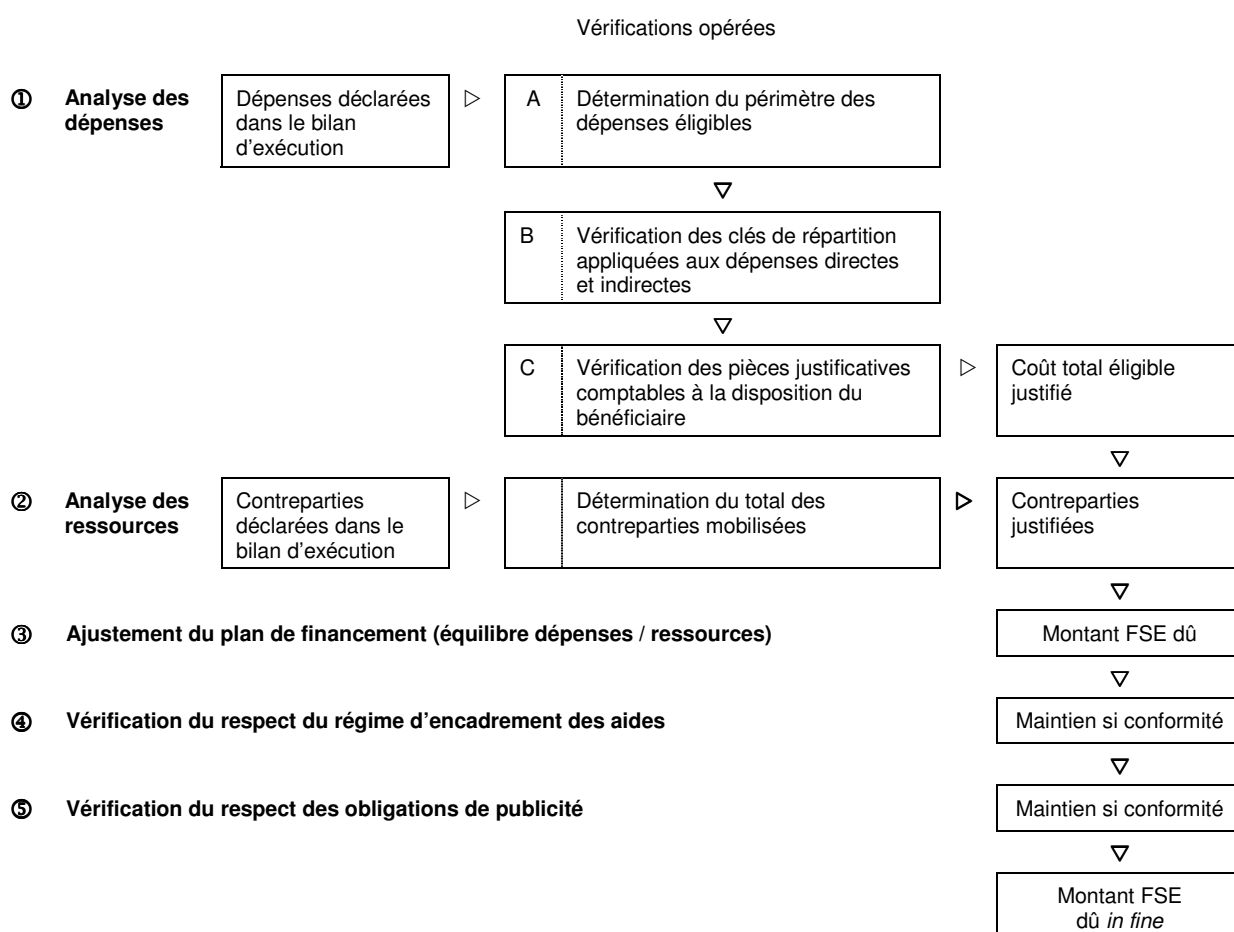 Vérifications opérées
① Analyse des
dépenses
Dépenses déclarées
dans le bilan
d’exécution
▷
A
Détermination du périmètre des
dépenses éligibles
▽
B
Vérification des clés de répartition
appliquées aux dépenses directes
et indirectes
▽
C
Vérification des pièces justificatives
comptables à la disposition du
bénéficiaire
▷
Coût total éligible
justifié
▽
② Analyse des
ressources
Contreparties
déclarées dans le
bilan d’exécution
▷
Détermination du total des
contreparties mobilisées
▷
Contreparties
justifiées
▽
③ Ajustement du plan de financement (équilibre dépenses / ressources)
Montant FSE dû
▽
④ Vérification du respect du régime d’encadrement des aides
Maintien si conformité
▽
⑤ Vérification du respect des obligations de publicité
Maintien si conformité
▽
Montant FSE
dû in fine